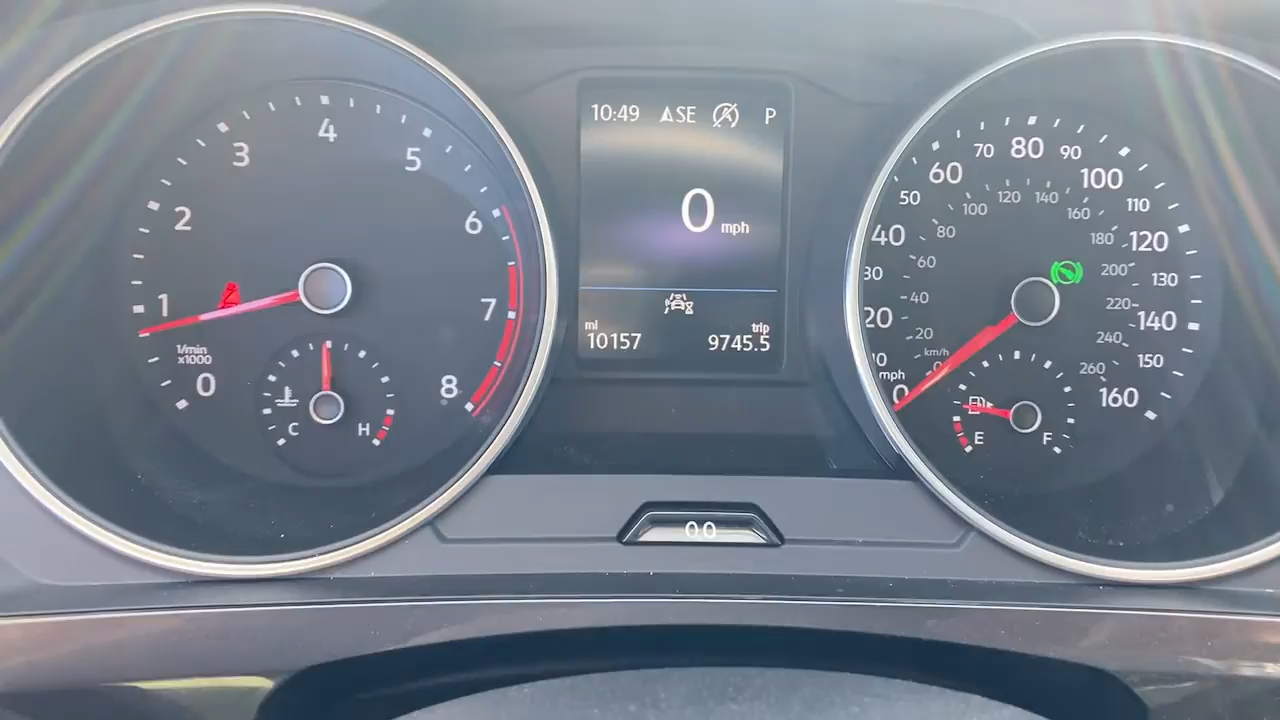 0 1 2 3 4 5 6 7 8
1/min
x1000
C H
10:49 SE P
0 mph
mi trip
10157 9745.5
0 10 20 30 40 50 60 70 80 90 100 110 120 130 140 150 160
mph
0 20 40 60 80 100 120 140 160 180 200 220 240 260
km/h
E F
00